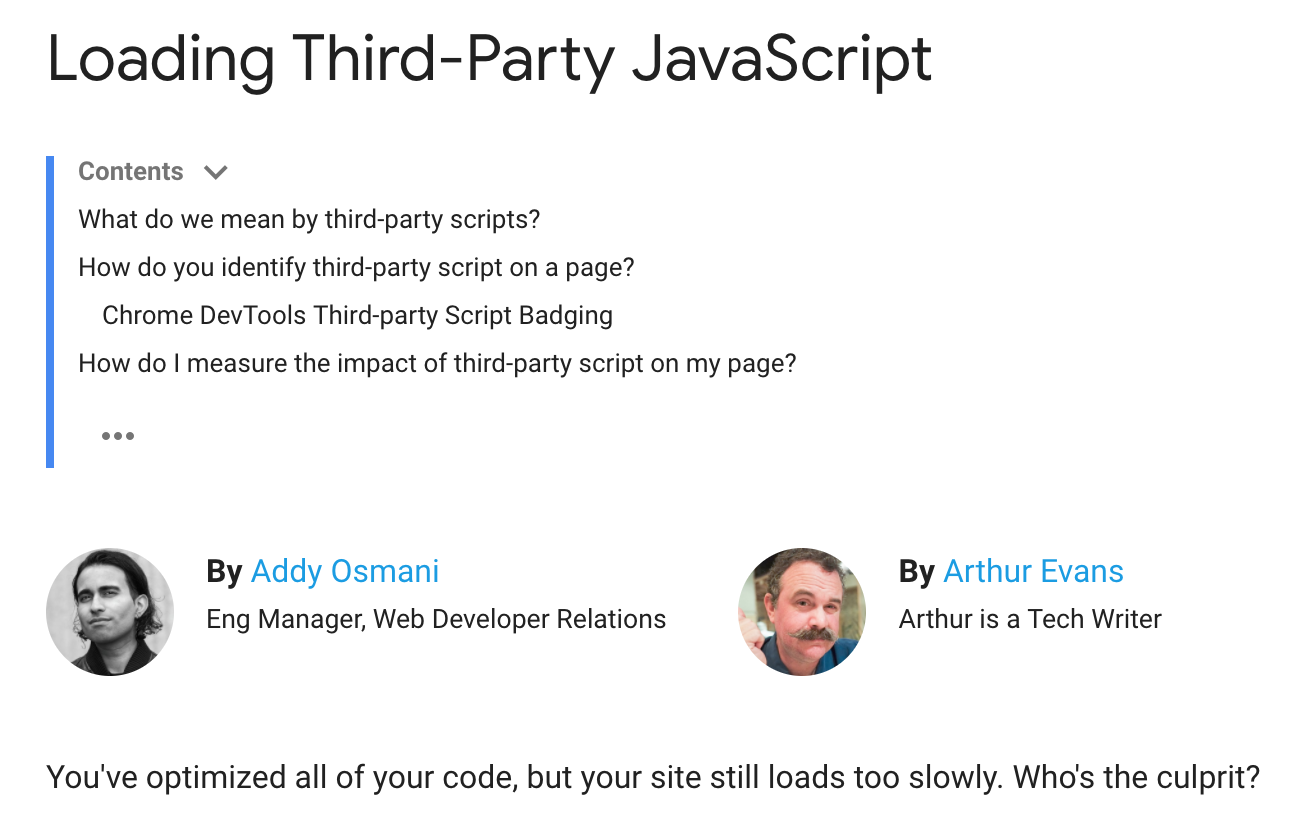 Loading Third-Party JavaScript
Contents
What do we mean by third-party scripts?
How do you identify third-party script on a page?
Chrome DevTools Third-party Script Badging
How do I measure the impact of third-party script on my page?
•••
By Addy Osmani
Eng Manager, Web Developer Relations
By Arthur Evans
Arthur is a Tech Writer
You've optimized all of your code, but your site still loads too slowly. Who's the culprit?